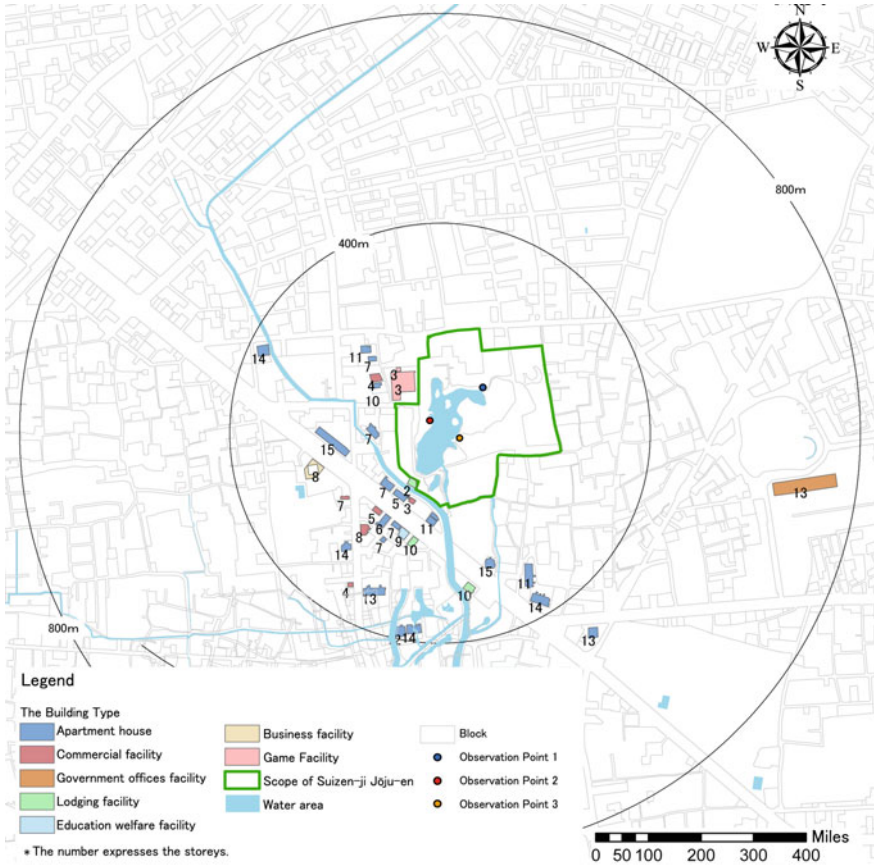 N
W E
S
800m
400m
14
11
7
3
4
3
10
7
15
8
7
2
7
5
3
5
6
7
11
8
9
7
10
14
15
11
4
13
10
14
14
13
13
800m
Legend
The Building Type
Apartment house
Commercial facility
Government offices facility
Lodging facility
Education welfare facility
* The number expresses the storeys.
Business facility
Game Facility
Scope of Suizen-ji Jōju-en
Water area
Block
Observation Point 1
Observation Point 2
Observation Point 3
Miles
0 50 100 200 300 400